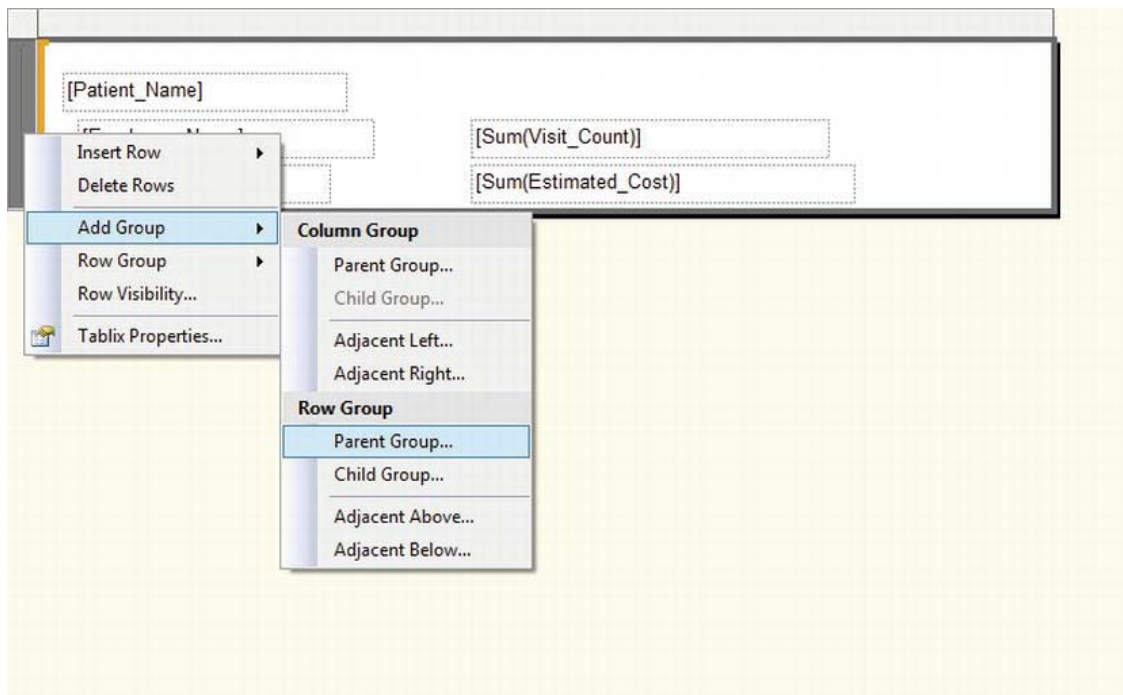 [Patient_Name]
[Sum(Visit_Count)]
[Sum(Estimated_Cost)]
Insert Row
Delete Rows
Add Group
Row Group
Row Visibility...
Tablix Properties...
Column Group
Parent Group...
Child Group...
Adjacent Left...
Adjacent Right...
Row Group
Parent Group...
Child Group...
Adjacent Above...
Adjacent Below...